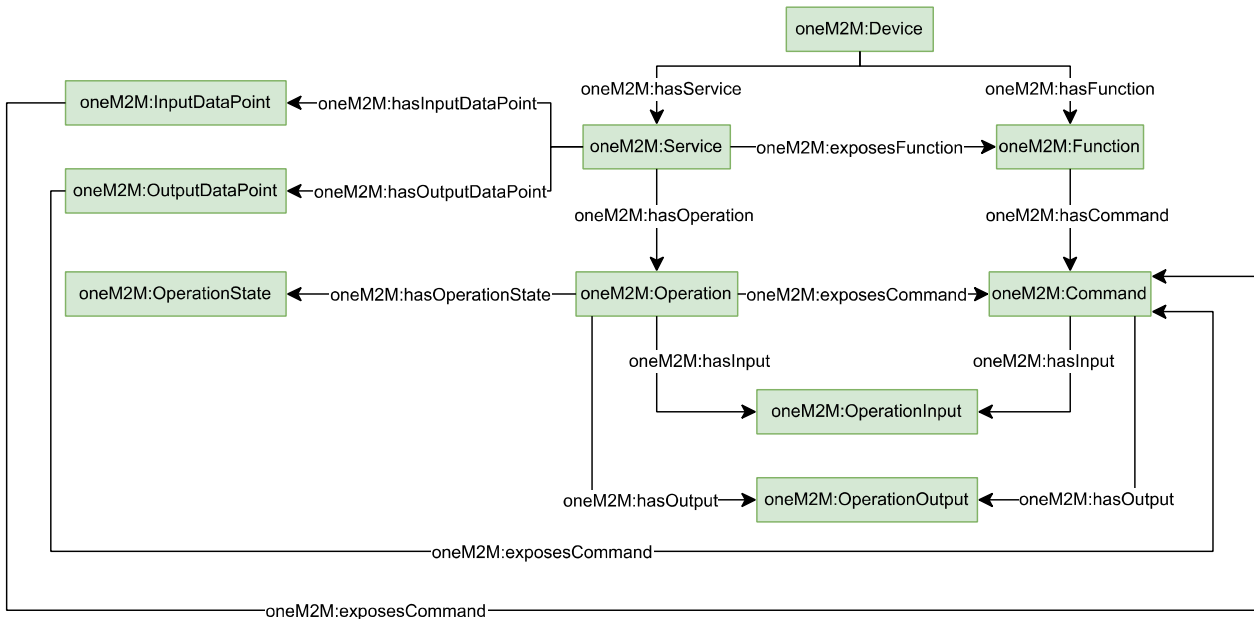 oneM2M:Device
oneM2M:hasService
oneM2M:hasFunction
oneM2M:InputDataPoint
oneM2M:hasInputDataPoint
oneM2M:Service
oneM2M:exposesFunction
oneM2M:Function
oneM2M:OutputDataPoint
oneM2M:hasOutputDataPoint
oneM2M:hasOperation
oneM2M:hasCommand
oneM2M:OperationState
oneM2M:hasOperationState
oneM2M:Operation
oneM2M:exposesCommand
oneM2M:Command
oneM2M:hasInput
oneM2M:hasInput
oneM2M:OperationInput
oneM2M:hasOutput
oneM2M:OperationOutput
oneM2M:hasOutput
oneM2M:exposesCommand
oneM2M:exposesCommand